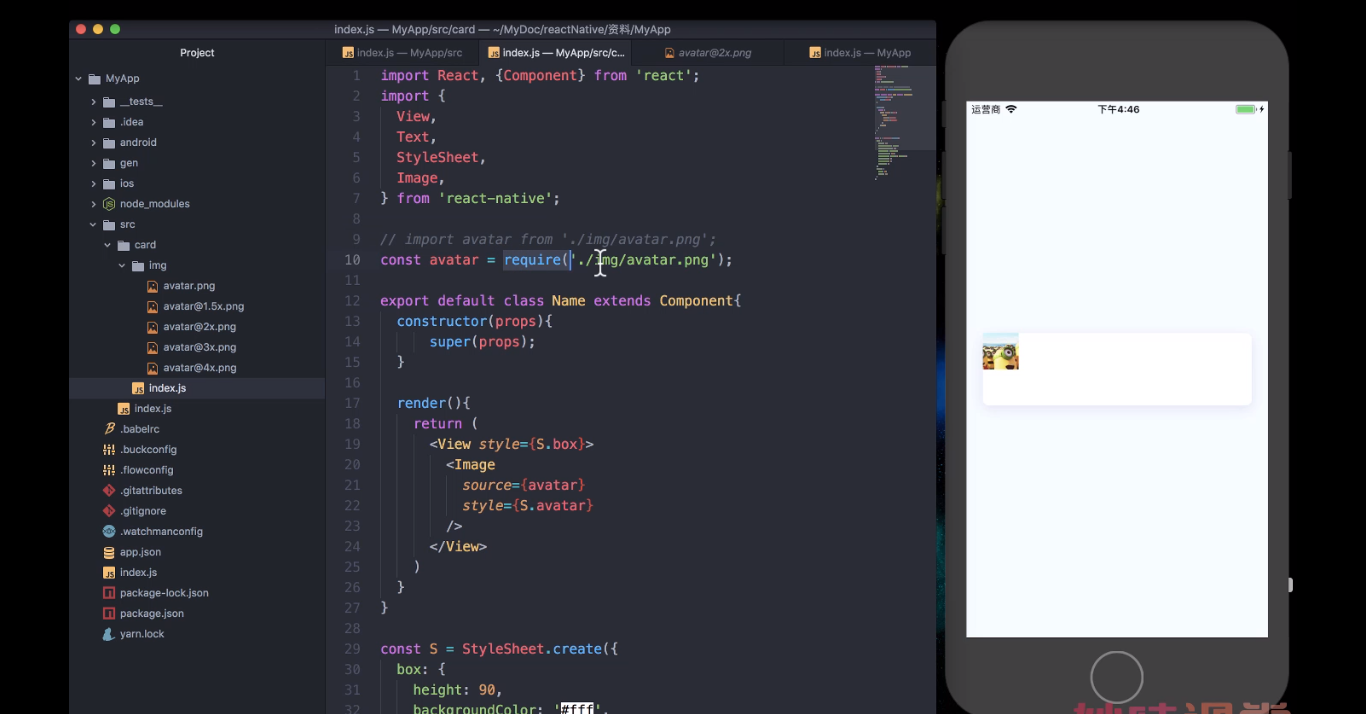 index.js — MyApp/src/card — ~/MyDoc/reactNative/资料/MyApp
Project
index.js — MyApp/src
index.js — MyApp/src/c...
avatar@2x.png
index.js — MyApp
MyApp
__tests__
.idea
android
gen
ios
node_modules
src
card
img
avatar.png
avatar@1.5x.png
avatar@2x.png
avatar@3x.png
avatar@4x.png
index.js
index.js
.babelrc
.buckconfig
.flowconfig
.gitattributes
.gitignore
.watchmanconfig
app.json
index.js
package-lock.json
package.json
yarn.lock
1 import React, {Component} from 'react';
2 import {
3 View,
4 Text,
5 StyleSheet,
6 Image,
7 } from 'react-native';
8
9 // import avatar from './img/avatar.png';
10 const avatar = require('./img/avatar.png');
11
12 export default class Name extends Component{
13 constructor(props){
14 super(props);
15 }
16
17 render(){
18 return (
19 <View style={S.box}>
20 <Image
21 source={avatar}
22 style={S.avatar}
23 />
24 </View>
25 )
26 }
27 }
28
29 const S = StyleSheet.create({
30 box: {
31 height: 90,
32 backgroundColor: '#fff',
运营商
下午4:46